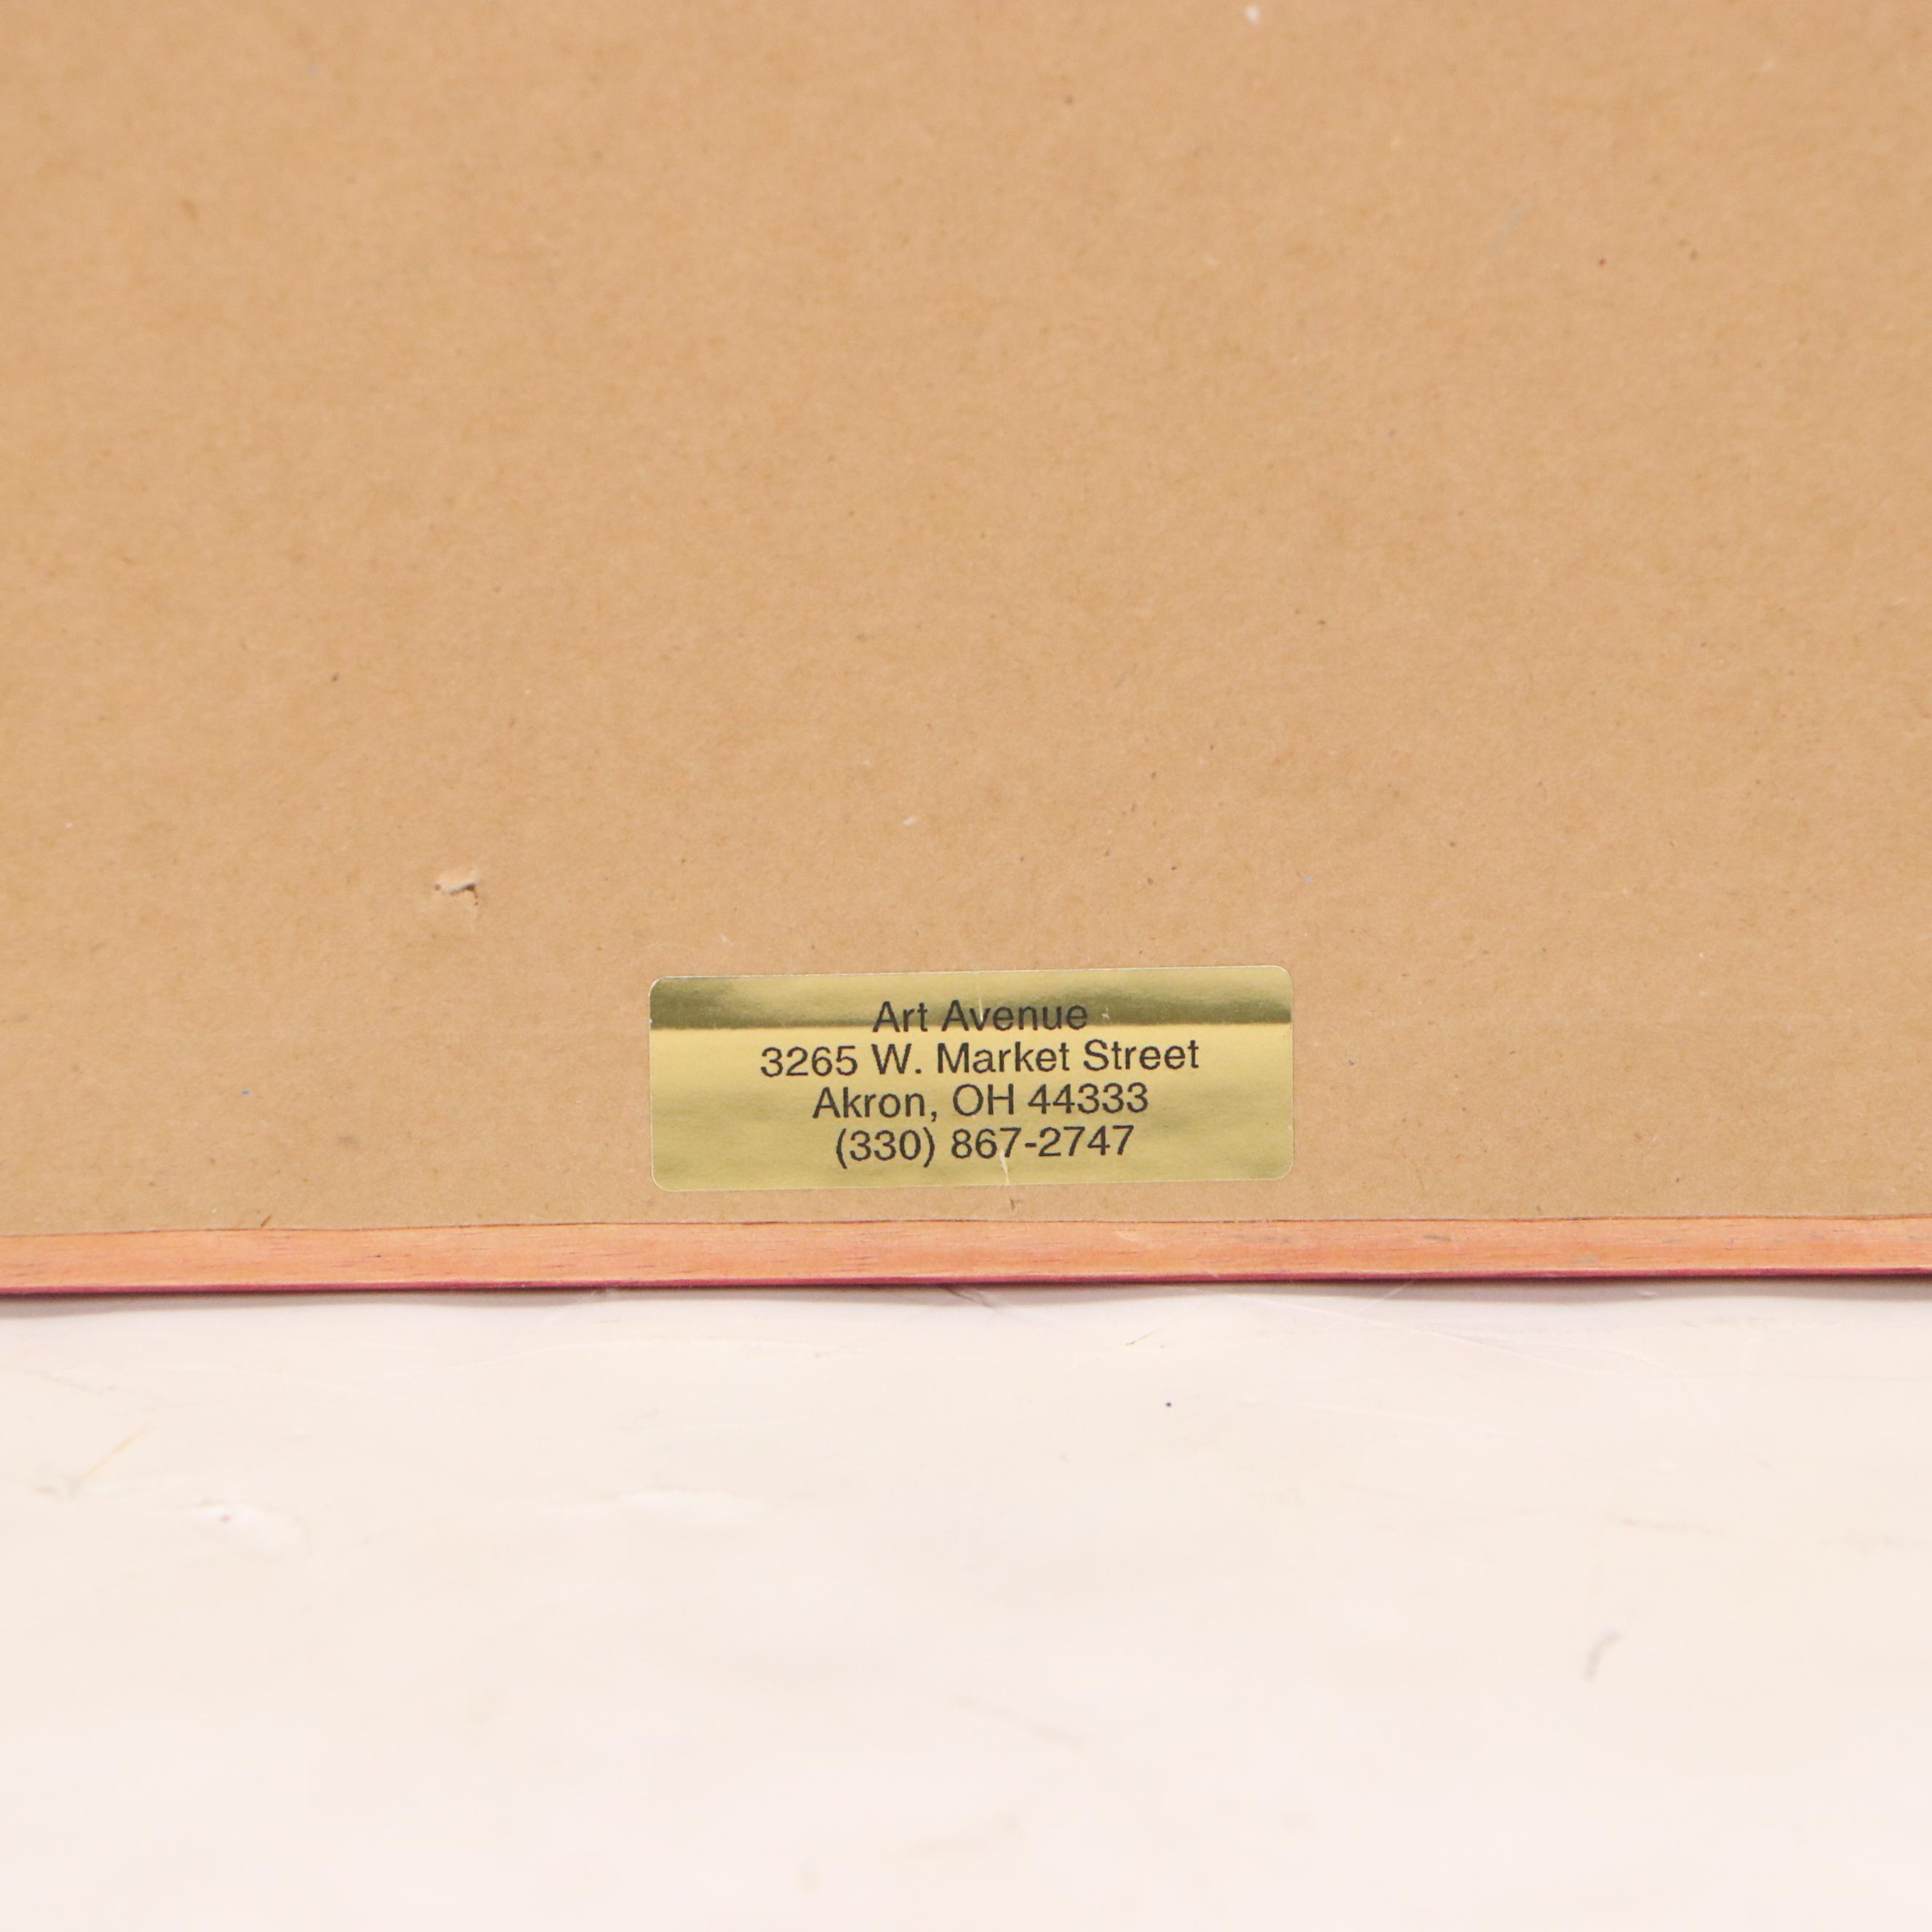 Art Avenue
3265 W. Market Street
Akron, OH 44333
(330) 867-2747